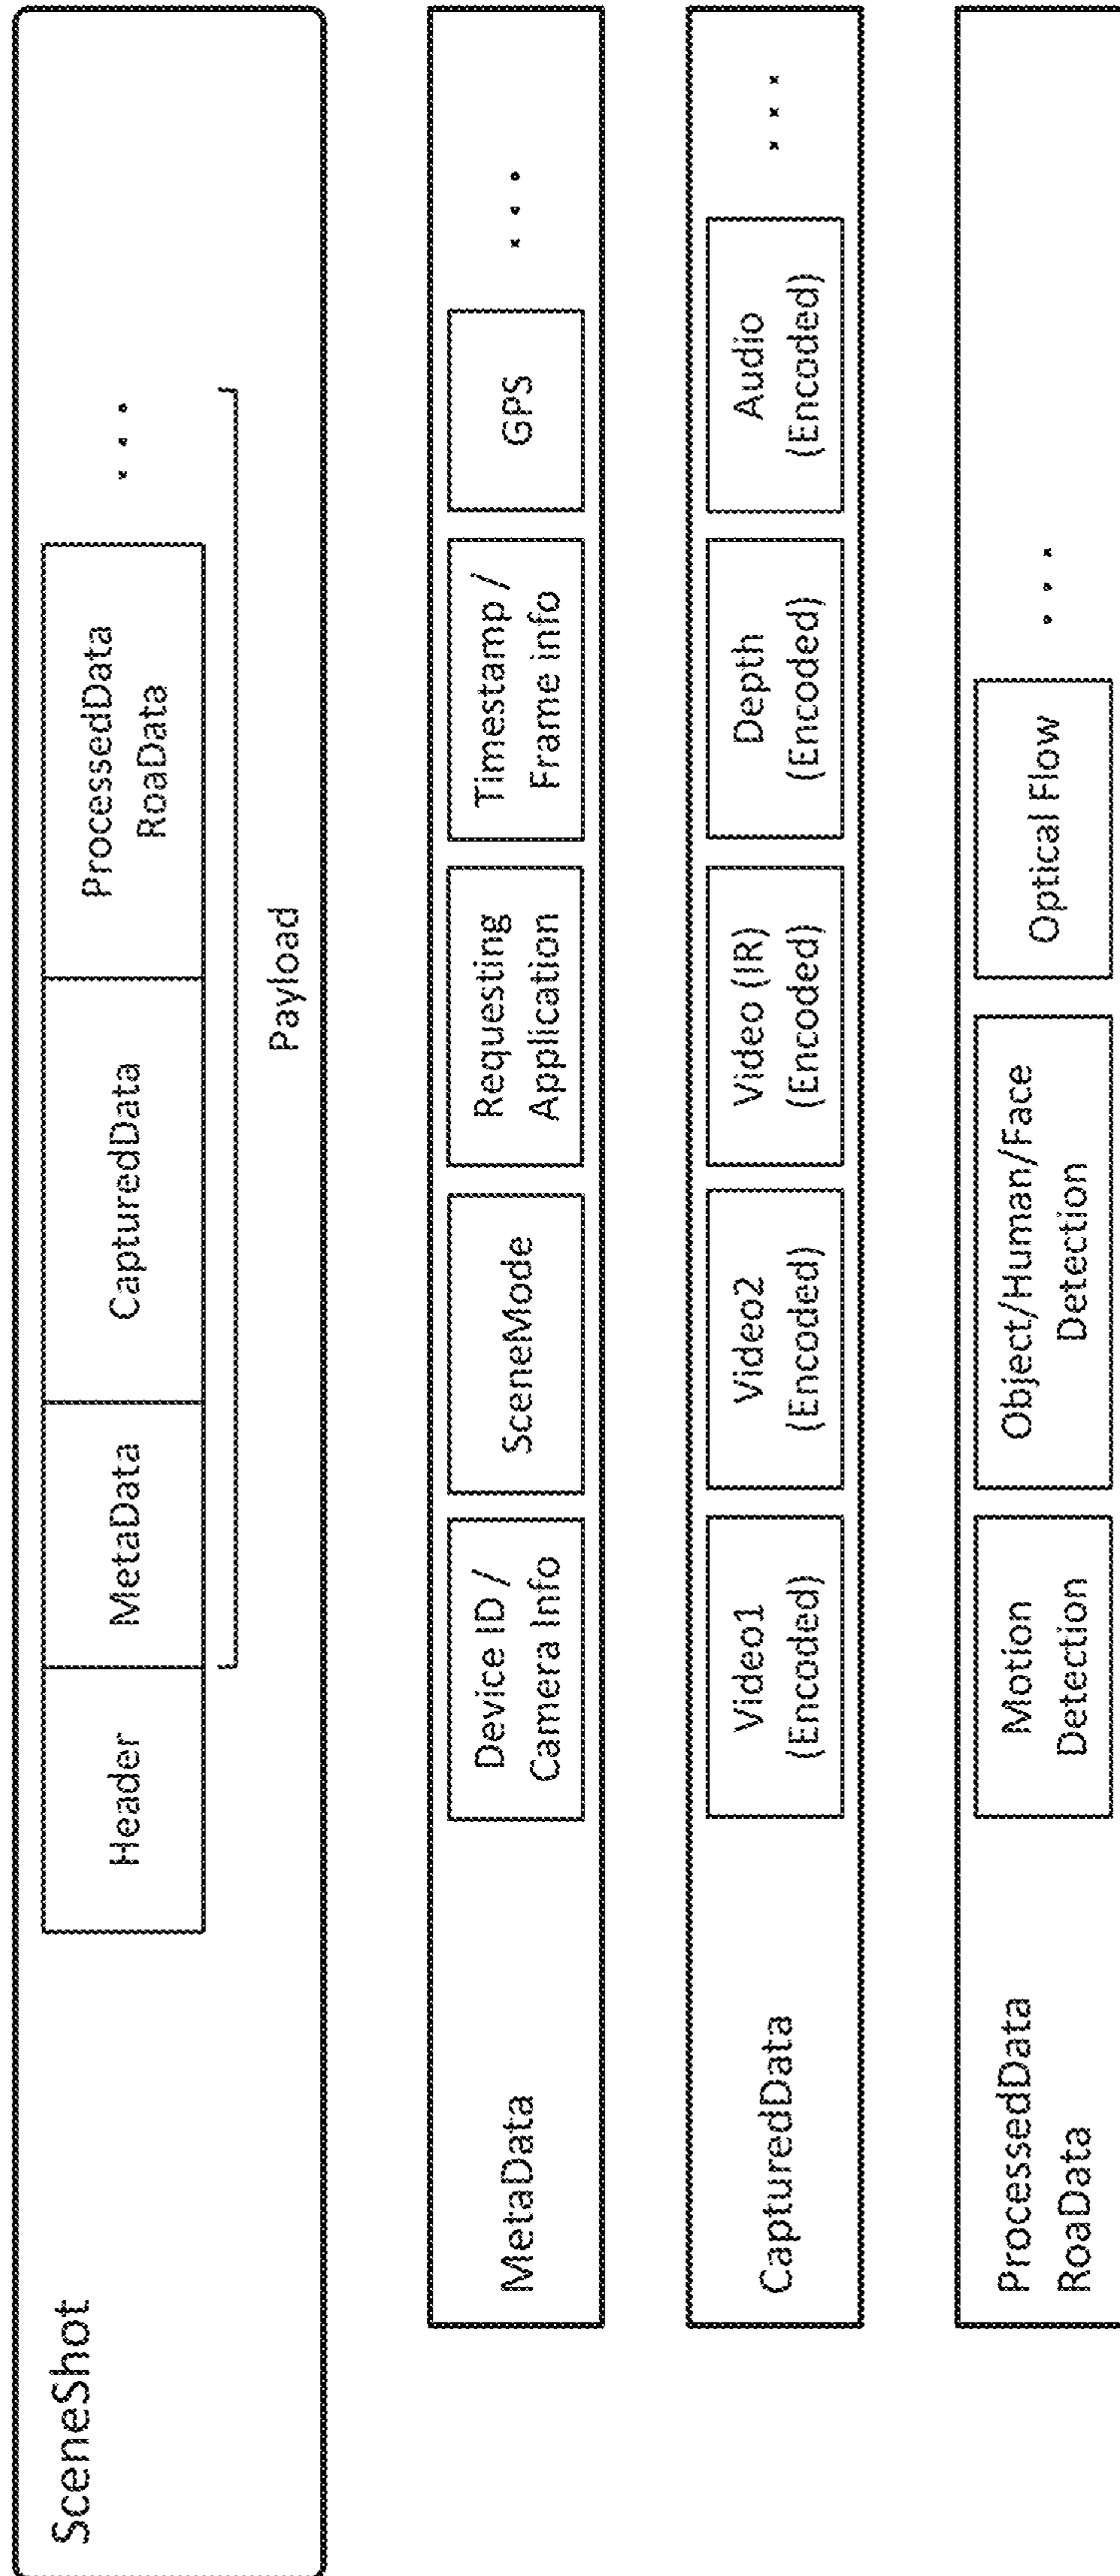 SceneShot
Header
MetaData
CapturedData
ProcessedData
RoaData
Payload
MetaData
Device ID /
Camera Info
SceneMode
Requesting
Application
Timestamp /
Frame info
GPS
CapturedData
Video1
(Encoded)
Video2
(Encoded)
Video (IR)
(Encoded)
Depth
(Encoded)
Audio
(Encoded)
ProcessedData
RoaData
Motion
Detection
Object/Human/Face
Detection
Optical Flow